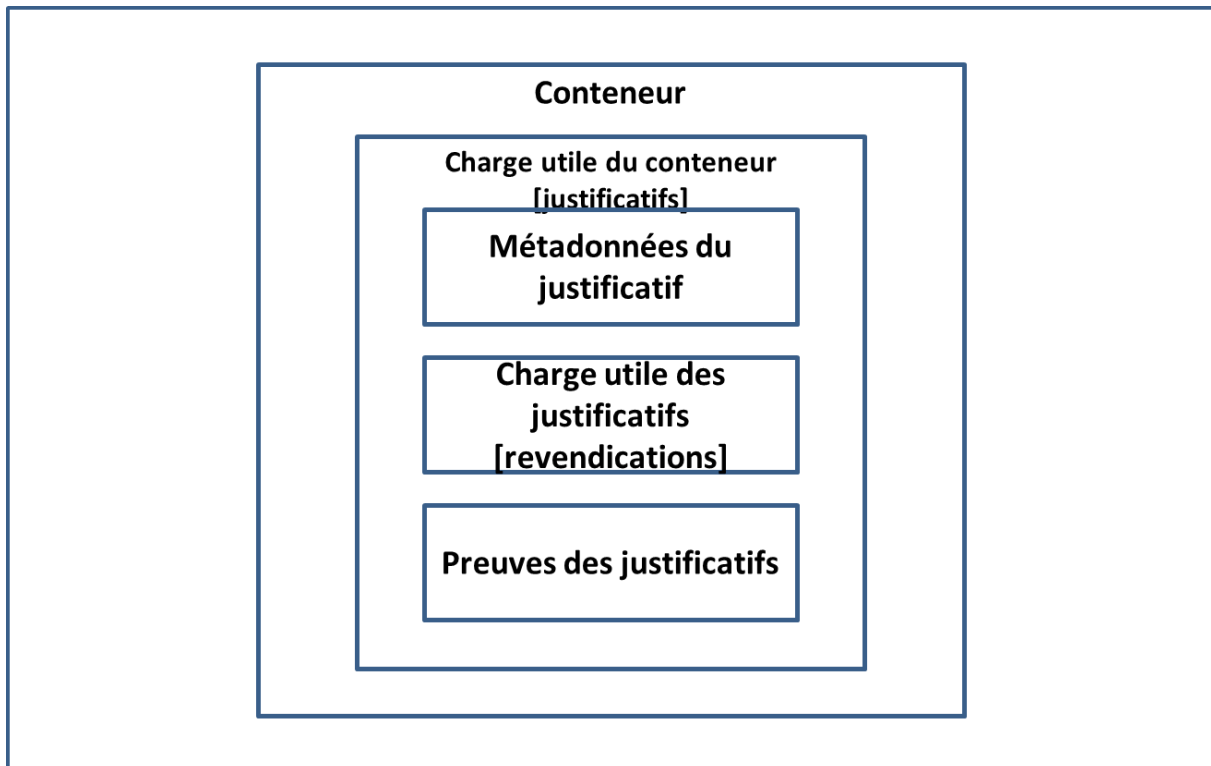 Conteneur
Charge utile du conteneur
[justificatifs]
Métadonnées du
justificatif
Charge utile des
justificatifs
[revendications]
Preuves des justificatifs